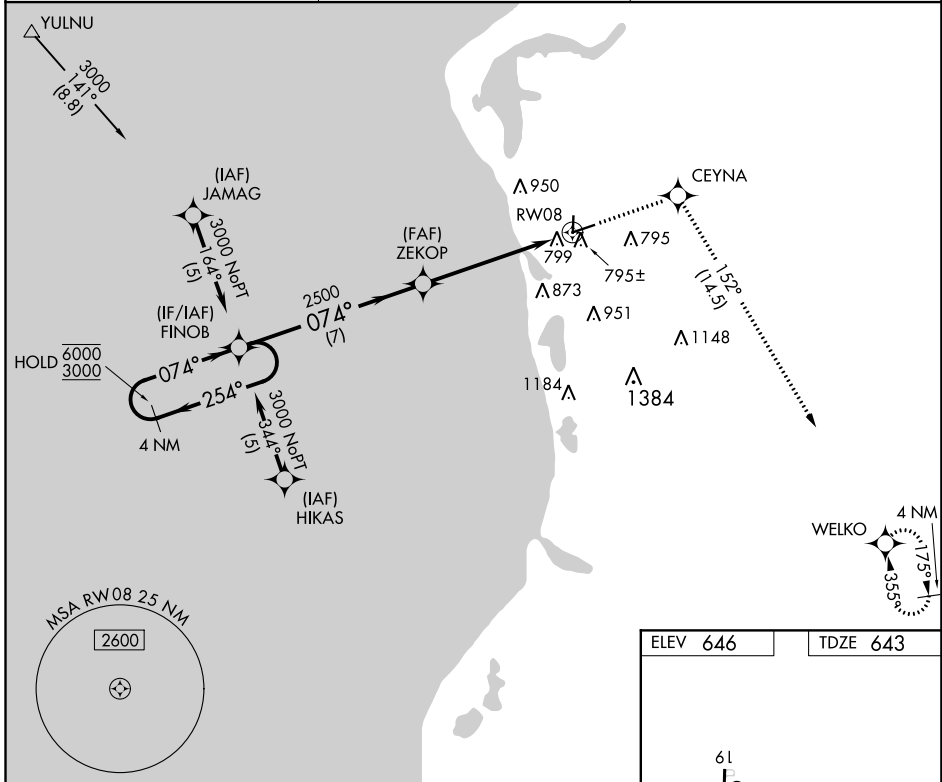 YULNU
3000
141°
(8.8)
(IAF)
JAMAG
3000 NoPT
164°
(5)
(IF/IAF)
FINOB
HOLD 6000
3000
074°
254°
4 NM
3000 NoPT
344°
(5)
(IAF)
HIKAS
2500
074°
(7)
(FAF)
ZEKOP
950
RW08
799
795±
795
CEYNA
873
951
1148
1184
1384
152°
(14.5)
WELKO
4 NM
175°
355°
MSA RW08 25 NM
2600
ELEV 646
TDZE 643
19